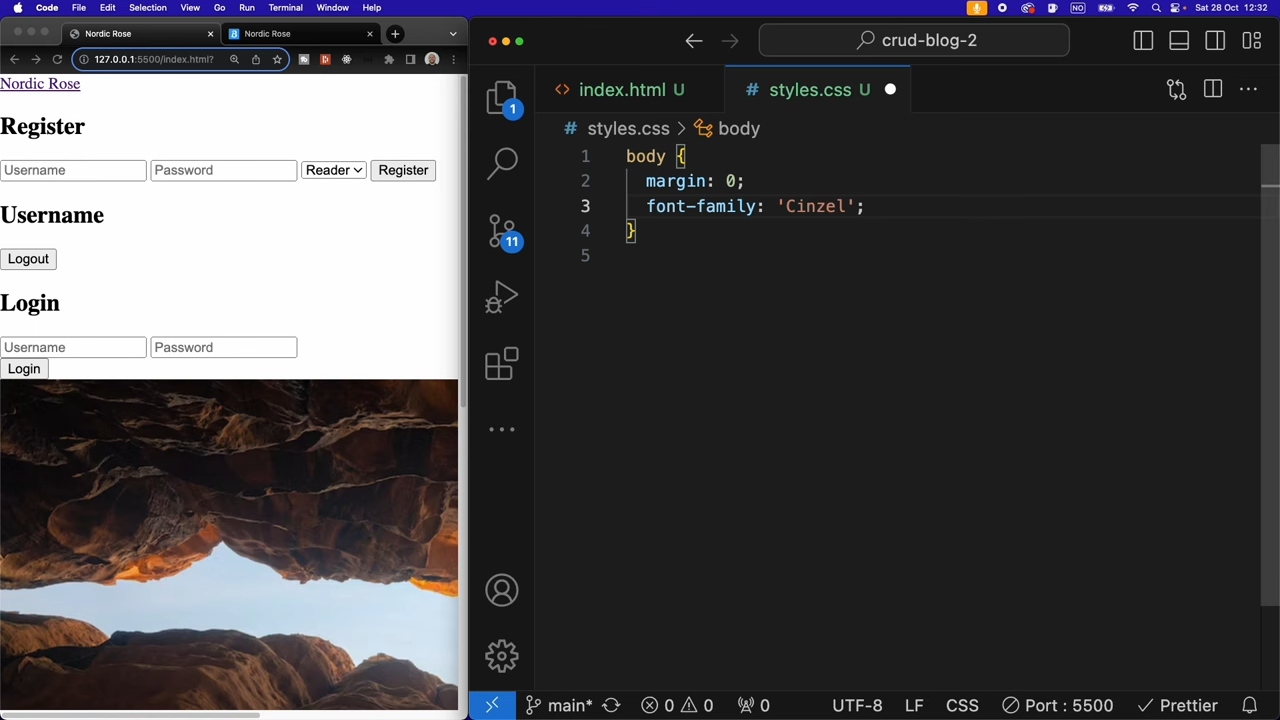 Code File Edit Selection View Go Run Terminal Window Help NO Sat 28 Oct 12:32
Nordic Rose
Nordic Rose
127.0.0.1:5500/index.html?
crud-blog-2
index.html U
styles.css U
1
# styles.css > body
Nordic Rose
Register
Username Password Reader Register
Username
Logout
Login
Username Password
Login
11
1 body {
2 margin: 0;
3 font-family: 'Cinzel';
4 }
5
main* 0 0 0 UTF-8 LF CSS Port : 5500 Prettier